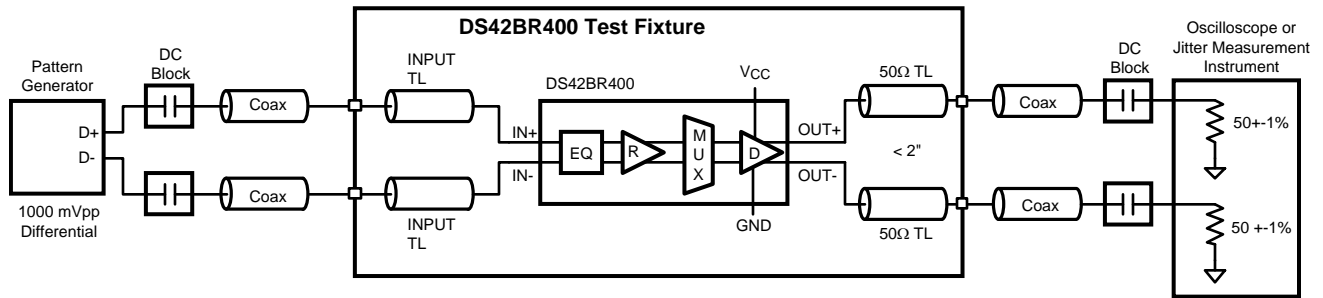 DS42BR400 Test Fixture
Pattern
Generator
D+
D-
1000 mVpp
Differential
DC
Block
Coax
Coax
INPUT
TL
INPUT
TL
DS42BR400
IN+
IN-
EQ
R
M
U
X
D
VCC
GND
OUT+
OUT-
50Ω TL
< 2"
50Ω TL
Coax
Coax
DC
Block
Oscilloscope or
Jitter Measurement
Instrument
50+-1%
50 +-1%